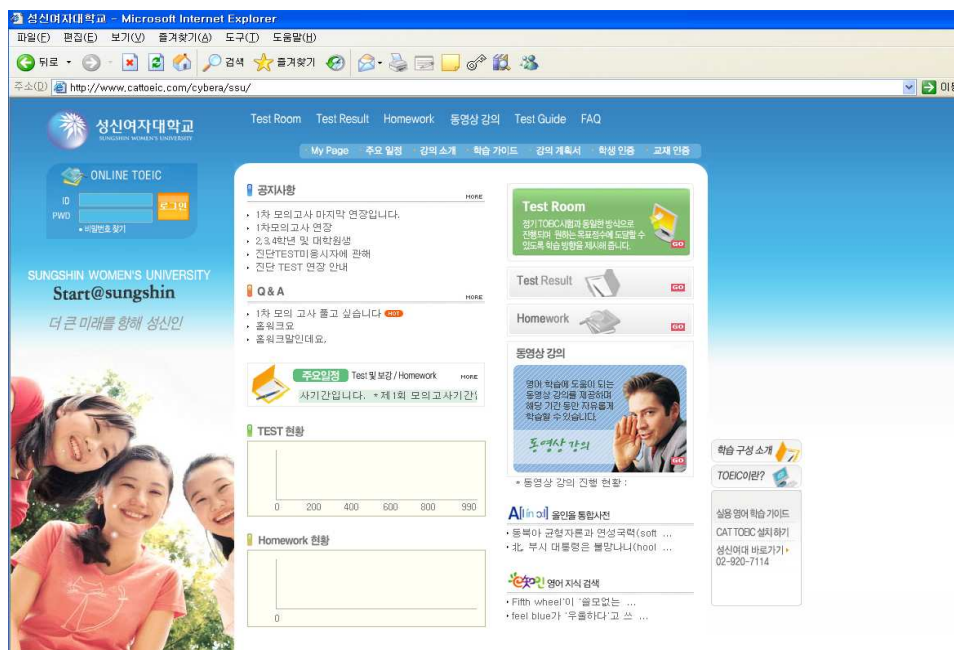 성신여자대학교 - Microsoft Internet Explorer
파일(F) 편집(E) 보기(V) 즐겨찾기(A) 도구(T) 도움말(H)
뒤로 검색 즐겨찾기
주소(D) http://www.cattoeic.com/cybera/ssu/
성신여자대학교
SUNGSHIN WOMEN'S UNIVERSITY
Test Room Test Result Homework 동영상 강의 Test Guide FAQ
My Page 주요 일정 강의 소개 학습 가이드 강의 계획서 학생 인증 교재 인증
ONLINE TOEIC
ID
PWD
로그인
비밀번호 찾기
SUNGSHIN WOMEN'S UNIVERSITY
Start@sungshin
더 큰 미래를 향해 성신인
공지사항 MORE
1차 모의고사 마지막 연장입니다.
1차모의고사 연장
2,3,4학년 및 대학원생
진단TEST미응시자에 관해
진단 TEST 연장 안내
Q & A MORE
1차 모의 고사 풀고 싶습니다 HOT
홈워크요
홈워크말인데요.
주요일정 Test 및 보강 / Homework MORE
사기간입니다. *제1회 모의고사기간
TEST 현황
0 200 400 600 800 990
Homework 현황
0
Test Room
정기 TOEIC시험과 동일한 방식으로
진행되며 원하는 목표점수에 도달할 수
있도록 학습 방향을 제시해 줍니다.
GO
Test Result GO
Homework GO
동영상 강의
영어 학습에 도움이 되는
동영상 강의를 제공하며
해당 기간 동안 자유롭게
학습할 수 있습니다.
동영상 강의
GO
* 동영상 강의 진행 현황 :
All in 올인올 통합사전
동북아 균형자론과 연성국력(soft ...
北, 부시 대통령은 불망나니(hool ...
영어 지식 검색
Fifth wheel'이 '쓸모없는 ...
feel blue가 '우울하다'고 쓰 ...
학습 구성 소개
TOEIC이란?
실용 영어 학습 가이드
CAT TOEIC 설치하기
성신여대 바로가기
02-920-7114